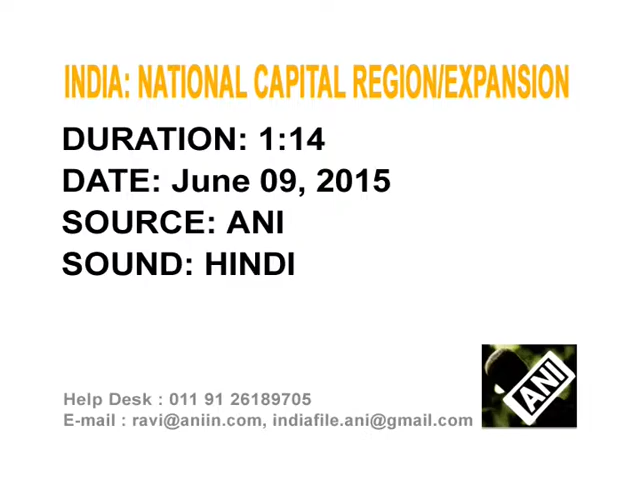 INDIA: NATIONAL CAPITAL REGION/EXPANSION
DURATION: 1:14
DATE: June 09, 2015
SOURCE: ANI
SOUND: HINDI
ANI
Help Desk : 011 91 26189705
E-mail : ravi@aniin.com, indiafile.ani@gmail.com